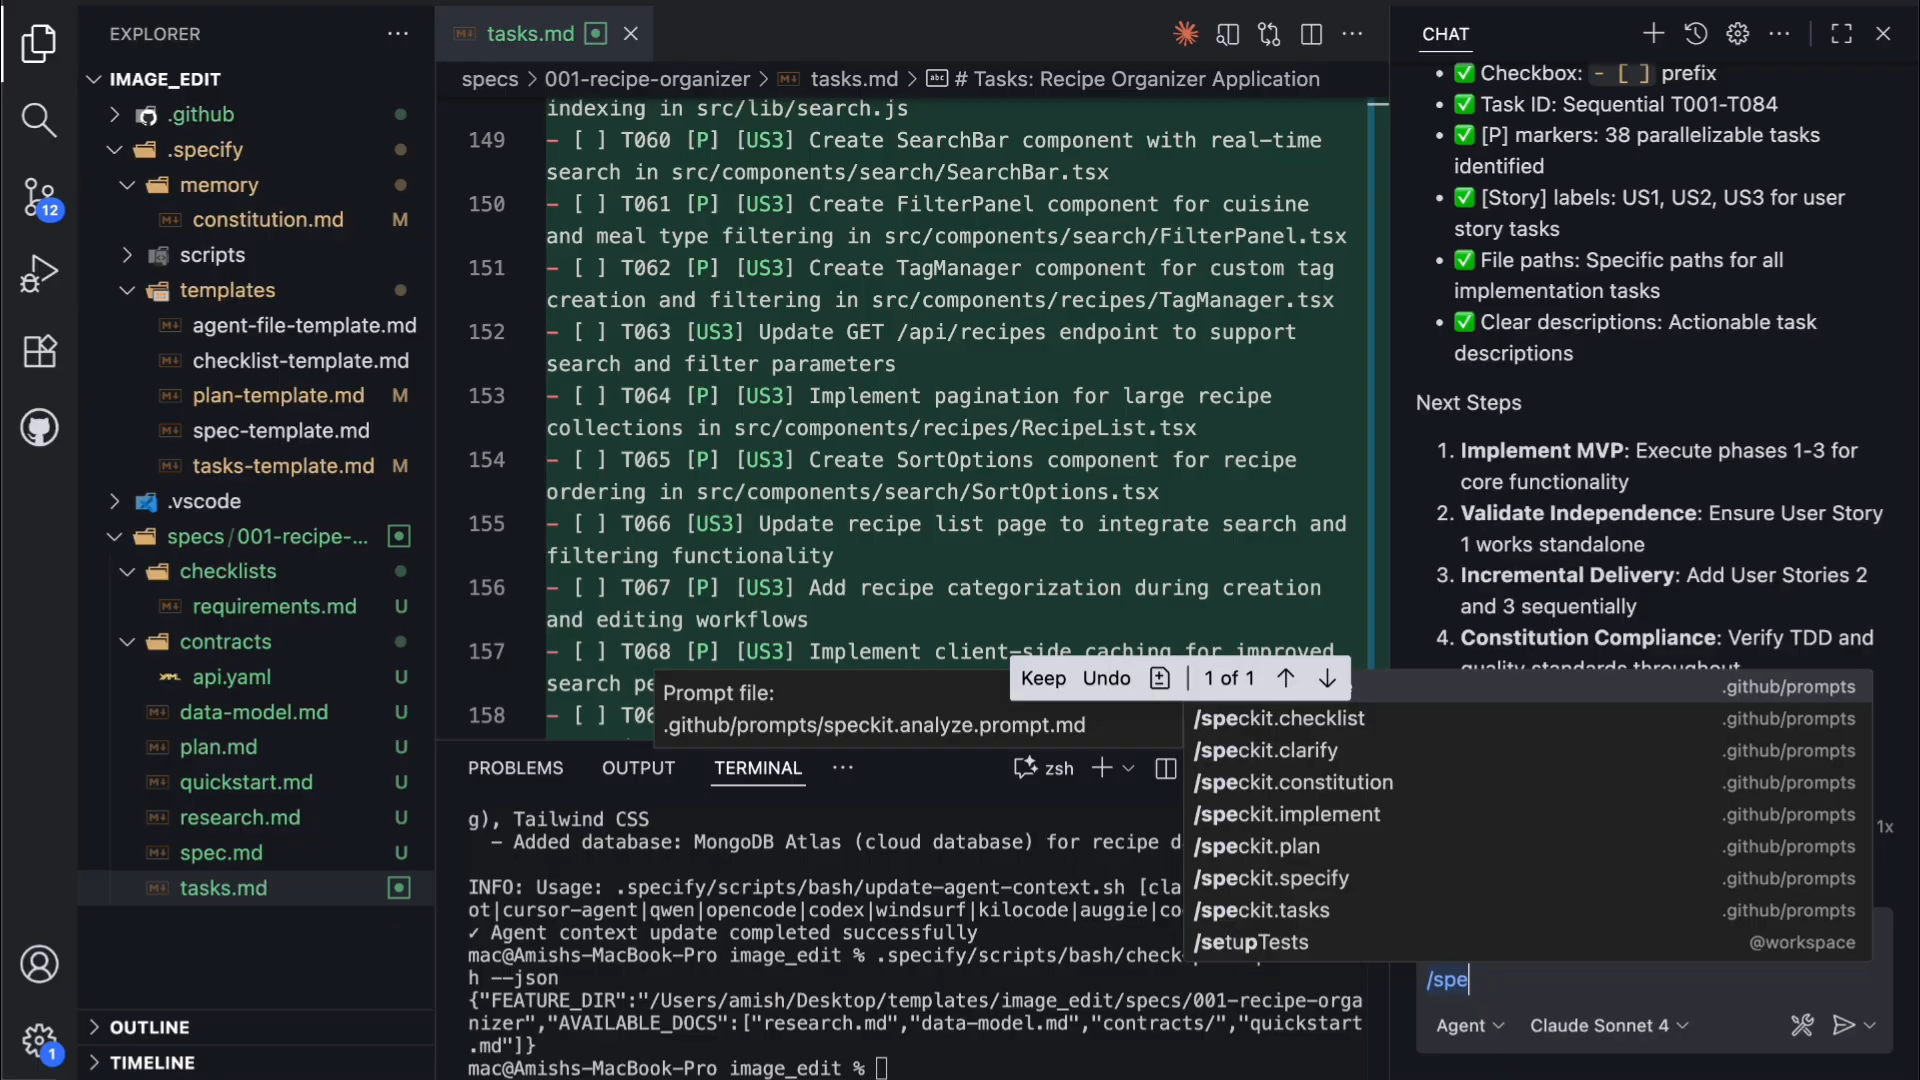 EXPLORER
IMAGE_EDIT
.github
.specify
memory
constitution.md M
scripts
templates
agent-file-template.md
checklist-template.md
plan-template.md M
spec-template.md
tasks-template.md M
.vscode
specs/001-recipe-...
checklists
requirements.md U
contracts
api.yaml U
data-model.md U
plan.md U
quickstart.md U
research.md U
spec.md U
tasks.md
OUTLINE
TIMELINE
12
1
tasks.md
specs > 001-recipe-organizer > tasks.md > # Tasks: Recipe Organizer Application
indexing in src/lib/search.js
149 - [ ] T060 [P] [US3] Create SearchBar component with real-time
search in src/components/search/SearchBar.tsx
150 - [ ] T061 [P] [US3] Create FilterPanel component for cuisine
and meal type filtering in src/components/search/FilterPanel.tsx
151 - [ ] T062 [P] [US3] Create TagManager component for custom tag
creation and filtering in src/components/recipes/TagManager.tsx
152 - [ ] T063 [US3] Update GET /api/recipes endpoint to support
search and filter parameters
153 - [ ] T064 [P] [US3] Implement pagination for large recipe
collections in src/components/recipes/RecipeList.tsx
154 - [ ] T065 [P] [US3] Create SortOptions component for recipe
ordering in src/components/search/SortOptions.tsx
155 - [ ] T066 [US3] Update recipe list page to integrate search and
filtering functionality
156 - [ ] T067 [P] [US3] Add recipe categorization during creation
and editing workflows
157 - [ ] T068 [P] [US3] Implement client-side caching for improved
search pe
158 - [ ] T06
Keep Undo 1 of 1
Prompt file:
.github/prompts/speckit.analyze.prompt.md
PROBLEMS OUTPUT TERMINAL zsh
g), Tailwind CSS
- Added database: MongoDB Atlas (cloud database) for recipe d
INFO: Usage: .specify/scripts/bash/update-agent-context.sh [cla
ot|cursor-agent|qwen|opencode|codex|windsurf|kilocode|auggie|co
✓ Agent context update completed successfully
mac@Amishs-MacBook-Pro image_edit % .specify/scripts/bash/check
h --json
{"FEATURE_DIR":"/Users/amish/Desktop/templates/image_edit/specs/001-recipe-orga
nizer","AVAILABLE_DOCS":["research.md","data-model.md","contracts/","quickstart
.md"]}
mac@Amishs-MacBook-Pro image_edit %
CHAT
• ✅ Checkbox: - [ ] prefix
• ✅ Task ID: Sequential T001-T084
• ✅ [P] markers: 38 parallelizable tasks
identified
• ✅ [Story] labels: US1, US2, US3 for user
story tasks
• ✅ File paths: Specific paths for all
implementation tasks
• ✅ Clear descriptions: Actionable task
descriptions
Next Steps
1. Implement MVP: Execute phases 1-3 for
core functionality
2. Validate Independence: Ensure User Story
1 works standalone
3. Incremental Delivery: Add User Stories 2
and 3 sequentially
4. Constitution Compliance: Verify TDD and
quality standards throughout
.github/prompts
/speckit.checklist .github/prompts
/speckit.clarify .github/prompts
/speckit.constitution .github/prompts
/speckit.implement .github/prompts
/speckit.plan .github/prompts
/speckit.specify .github/prompts
/speckit.tasks .github/prompts
/setupTests @workspace
1x
/spe
Agent Claude Sonnet 4